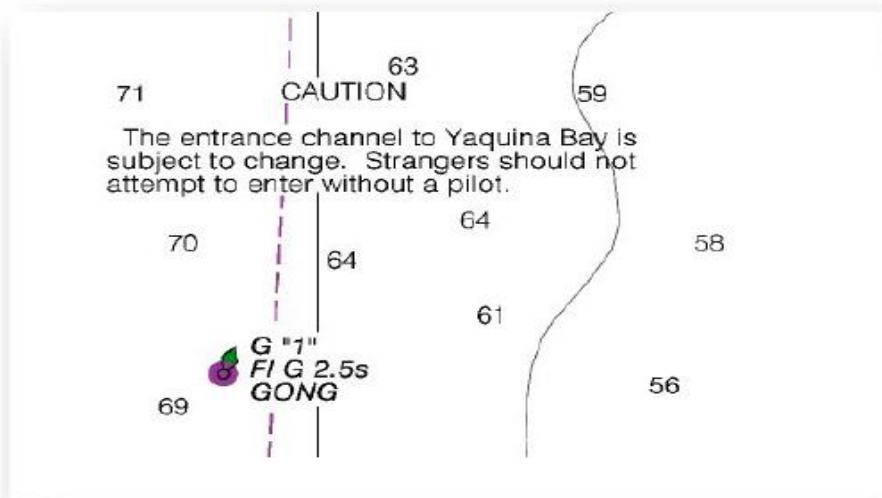 63
71
CAUTION
59
The entrance channel to Yaquina Bay is
subject to change. Strangers should not
attempt to enter without a pilot.
64
70
58
64
61
G "1"
Fl G 2.5s
GONG
56
69